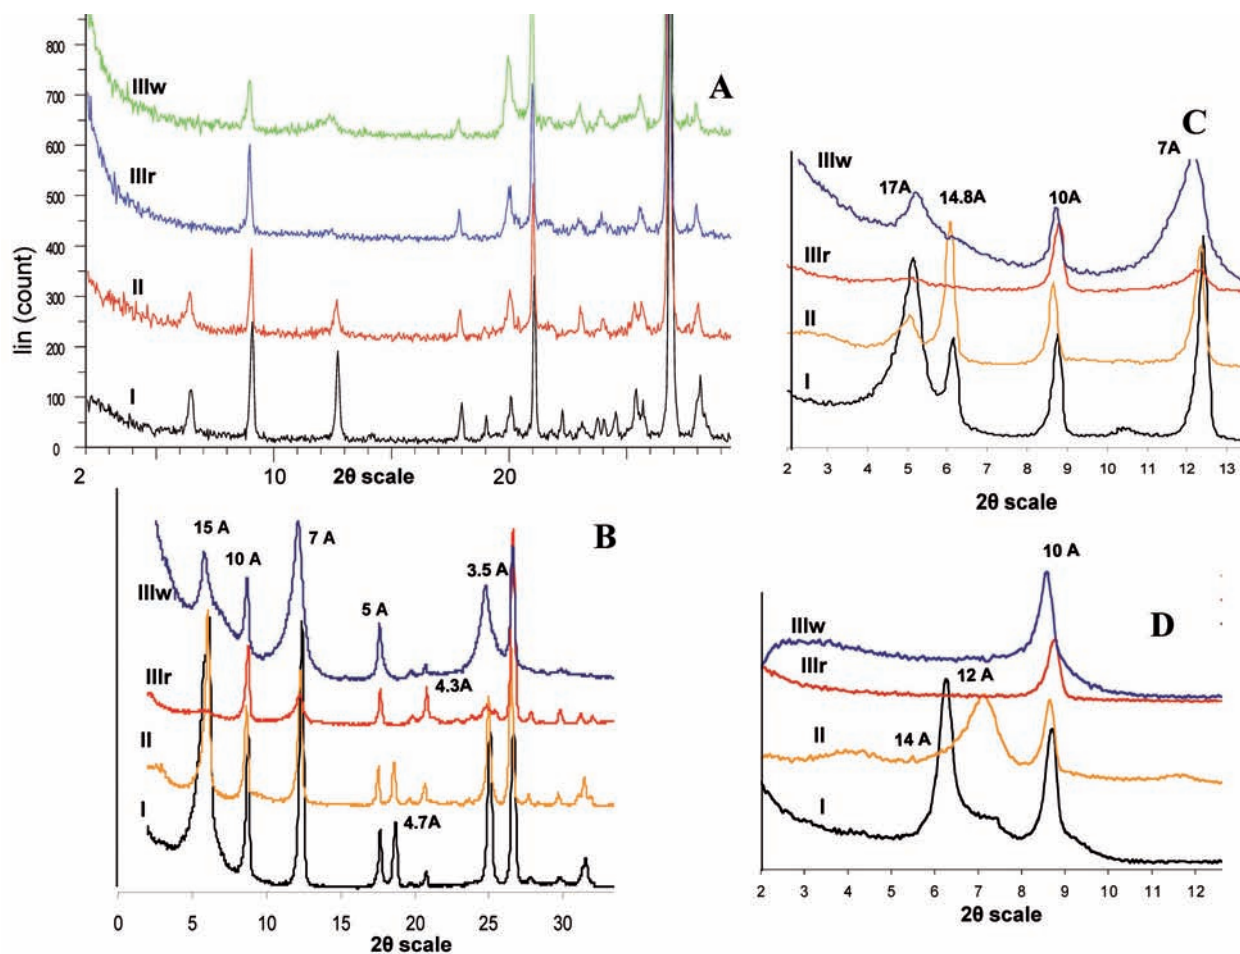 A
lin (count)
800
700
600
500
400
300
200
100
0
IIIw
IIIr
II
I
2
10
20
2θ scale
B
15 A
10 A
7 A
5 A
3.5 A
4.3A
4.7A
IIIw
IIIr
II
I
0 5 10 15 20 25 30
2θ scale
C
17A
14.8A
10A
7A
IIIw
IIIr
II
I
2 3 4 5 6 7 8 9 10 11 12 13
2θ scale
D
10 A
12 A
14 A
IIIw
IIIr
II
I
2 3 4 5 6 7 8 9 10 11 12
2θ scale